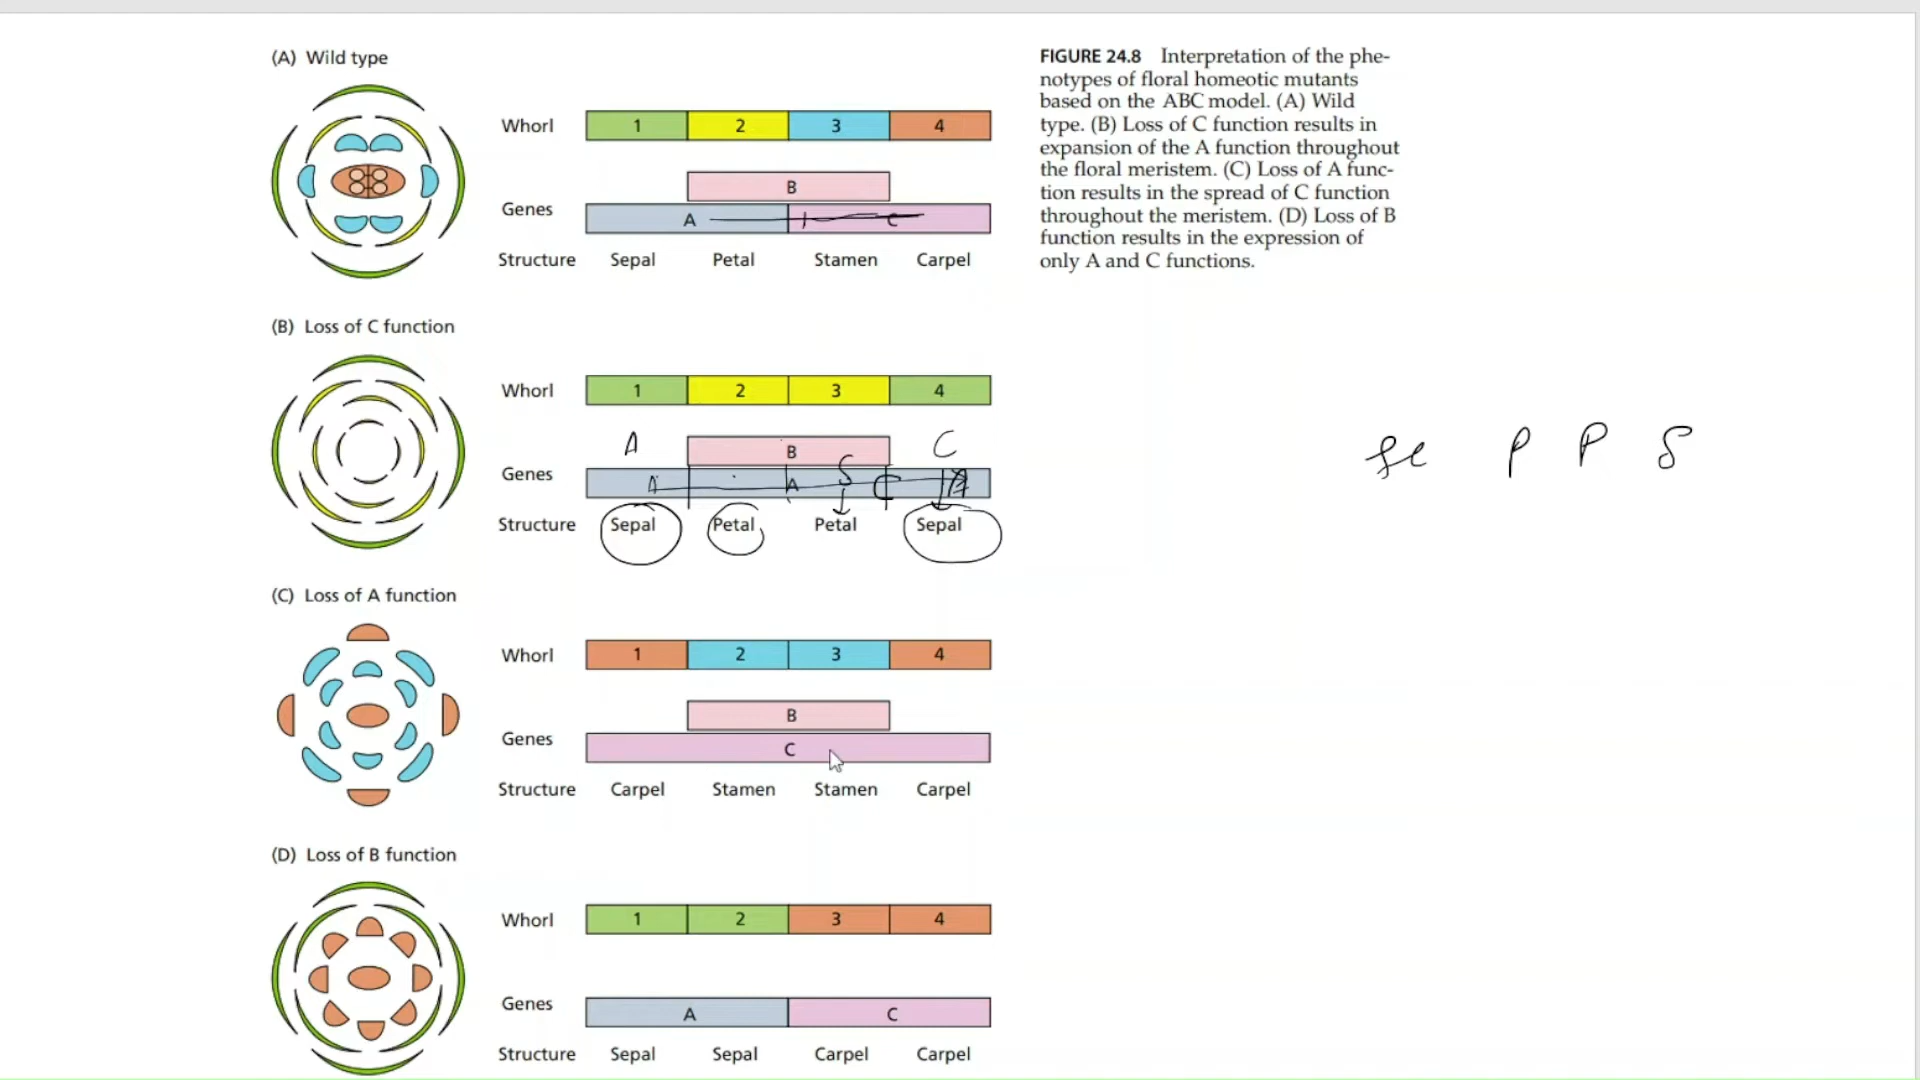 (A) Wild type
Whorl 1 2 3 4
B
Genes A C
Structure Sepal Petal Stamen Carpel
FIGURE 24.8 Interpretation of the phe-
notypes of floral homeotic mutants
based on the ABC model. (A) Wild
type. (B) Loss of C function results in
expansion of the A function throughout
the floral meristem. (C) Loss of A func-
tion results in the spread of C function
throughout the meristem. (D) Loss of B
function results in the expression of
only A and C functions.
(B) Loss of C function
Whorl 1 2 3 4
A B C
Genes A
Structure Sepal Petal Petal Sepal
Se P P S
(C) Loss of A function
Whorl 1 2 3 4
B
Genes C
Structure Carpel Stamen Stamen Carpel
(D) Loss of B function
Whorl 1 2 3 4
Genes A C
Structure Sepal Sepal Carpel Carpel